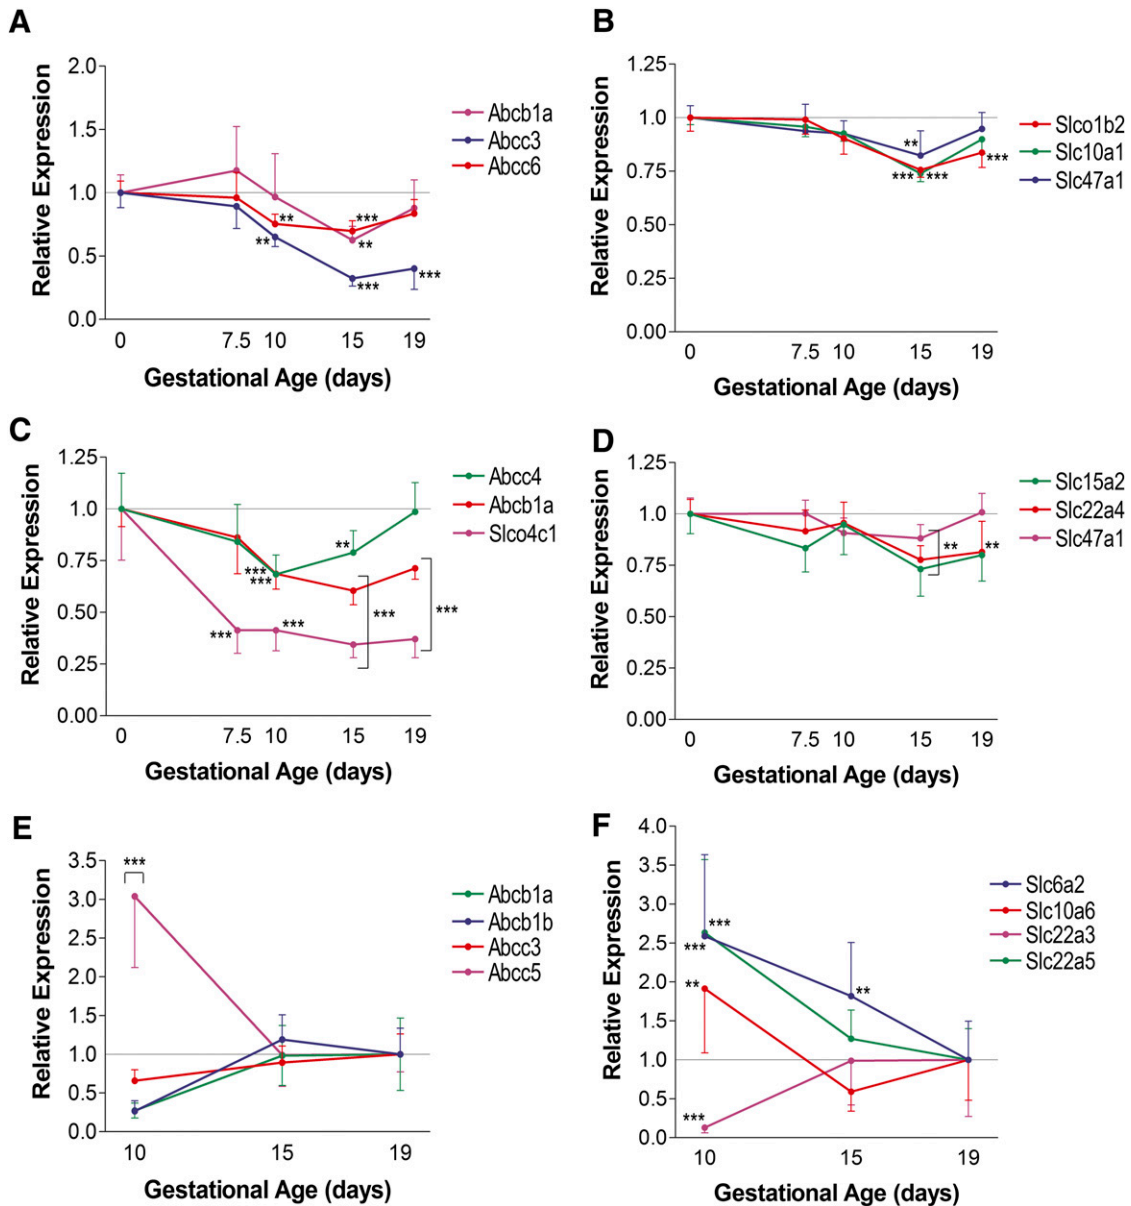 A
Relative Expression
2.0
1.5
1.0
0.5
0.0
** *** ** ** *** ***
0 7.5 10 15 19
Gestational Age (days)
Abcb1a
Abcc3
Abcc6
B
Relative Expression
1.25
1.0
0.75
0.50
0.25
0.00
** *** *** ***
0 7.5 10 15 19
Gestational Age (days)
Slco1b2
Slc10a1
Slc47a1
C
Relative Expression
1.25
1.0
0.75
0.50
0.25
0.00
** *** *** *** *** *** ***
0 7.5 10 15 19
Gestational Age (days)
Abcc4
Abcb1a
Slco4c1
D
Relative Expression
1.25
1.0
0.75
0.50
0.25
0.00
** **
0 7.5 10 15 19
Gestational Age (days)
Slc15a2
Slc22a4
Slc47a1
E
Relative Expression
3.5
3.0
2.5
2.0
1.5
1.0
0.5
0.0
***
10 15 19
Gestational Age (days)
Abcb1a
Abcb1b
Abcc3
Abcc5
F
Relative Expression
4.0
3.5
3.0
2.5
2.0
1.5
1.0
0.5
0.0
*** *** ** ** ***
10 15 19
Gestational Age (days)
Slc6a2
Slc10a6
Slc22a3
Slc22a5